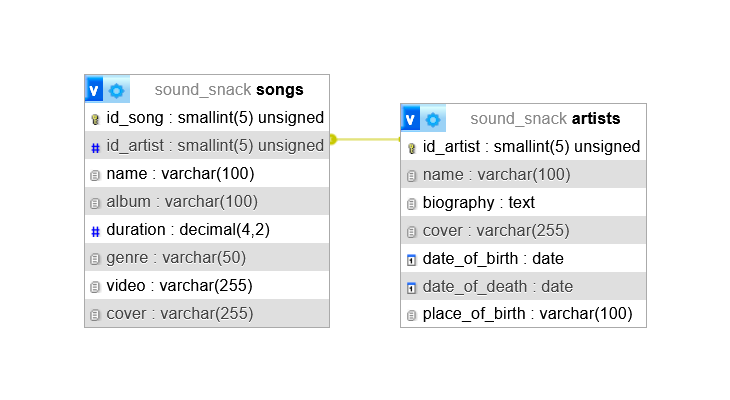 v sound_snack songs
id_song : smallint(5) unsigned
id_artist : smallint(5) unsigned
name : varchar(100)
album : varchar(100)
duration : decimal(4,2)
genre : varchar(50)
video : varchar(255)
cover : varchar(255)
v sound_snack artists
id_artist : smallint(5) unsigned
name : varchar(100)
biography : text
cover : varchar(255)
date_of_birth : date
date_of_death : date
place_of_birth : varchar(100)